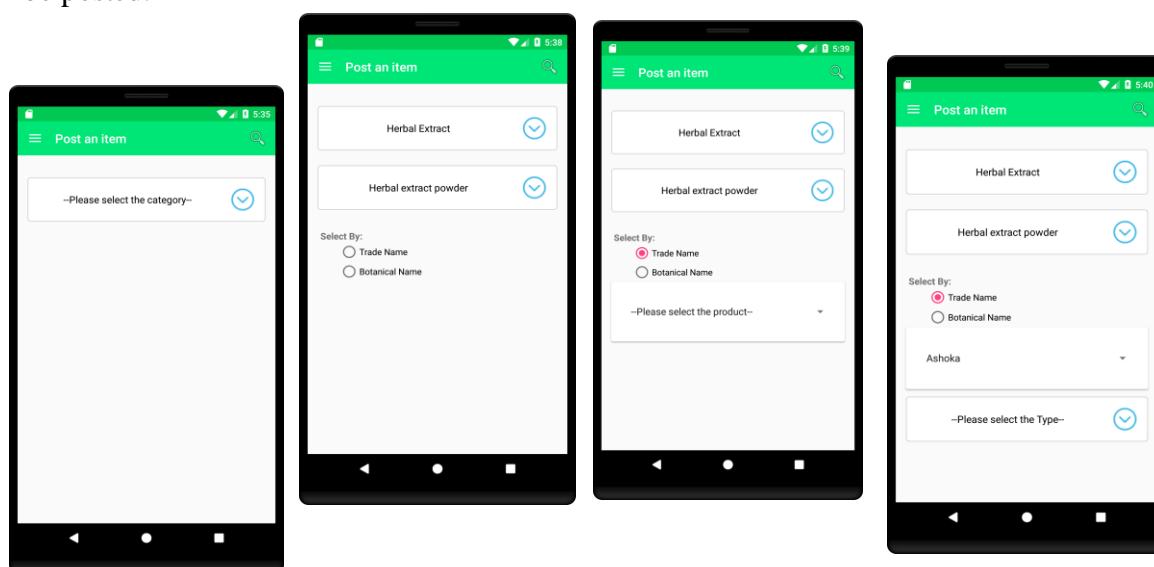 be posted.
5:35
Post an item
--Please select the category--
5:38
Post an item
Herbal Extract
Herbal extract powder
Select By:
Trade Name
Botanical Name
5:39
Post an item
Herbal Extract
Herbal extract powder
Select By:
Trade Name
Botanical Name
--Please select the product--
5:40
Post an item
Herbal Extract
Herbal extract powder
Select By:
Trade Name
Botanical Name
Ashoka
--Please select the Type--